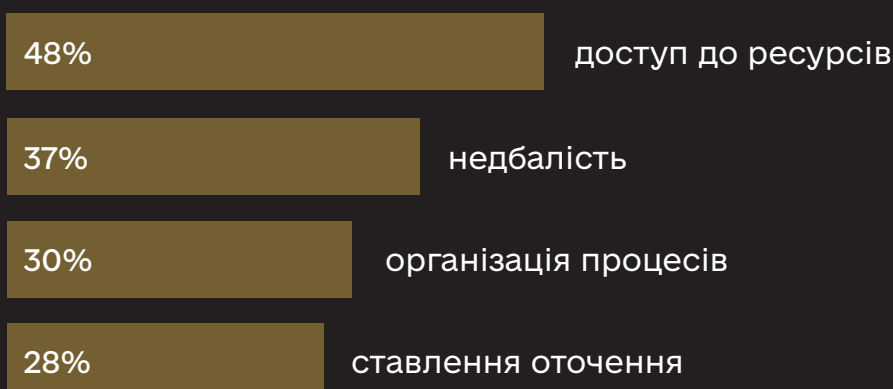 48% доступ до ресурсів
37% недбалість
30% організація процесів
28% ставлення оточення